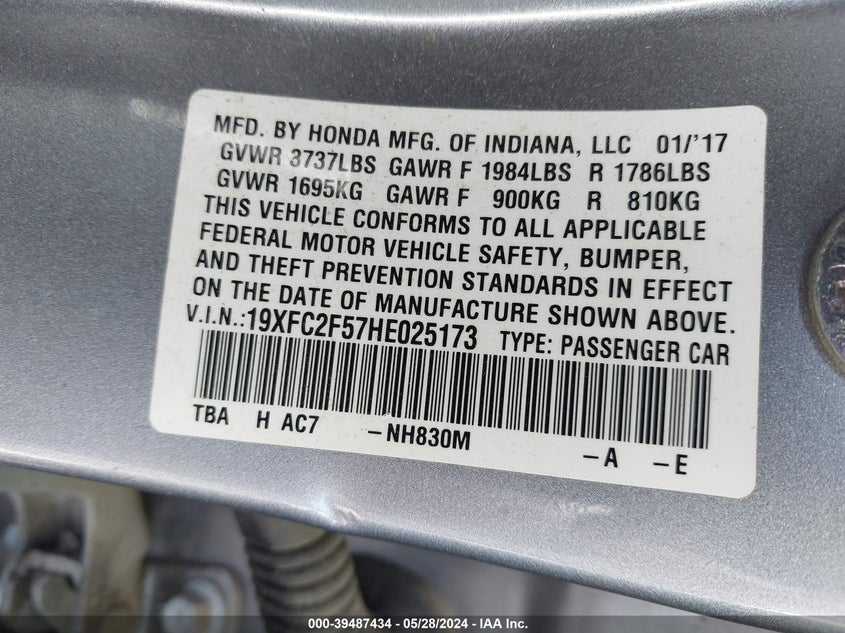 MFD. BY HONDA MFG. OF INDIANA, LLC 01/'17
GVWR 3737LBS GAWR F 1984LBS R 1786LBS
GVWR 1695KG GAWR F 900KG R 810KG
THIS VEHICLE CONFORMS TO ALL APPLICABLE
FEDERAL MOTOR VEHICLE SAFETY, BUMPER,
AND THEFT PREVENTION STANDARDS IN EFFECT
ON THE DATE OF MANUFACTURE SHOWN ABOVE.
V.I.N.:19XFC2F57HE025173 TYPE: PASSENGER CAR
TBA H AC7 -NH830M -A -E
000-39487434 - 05/28/2024 - IAA Inc.